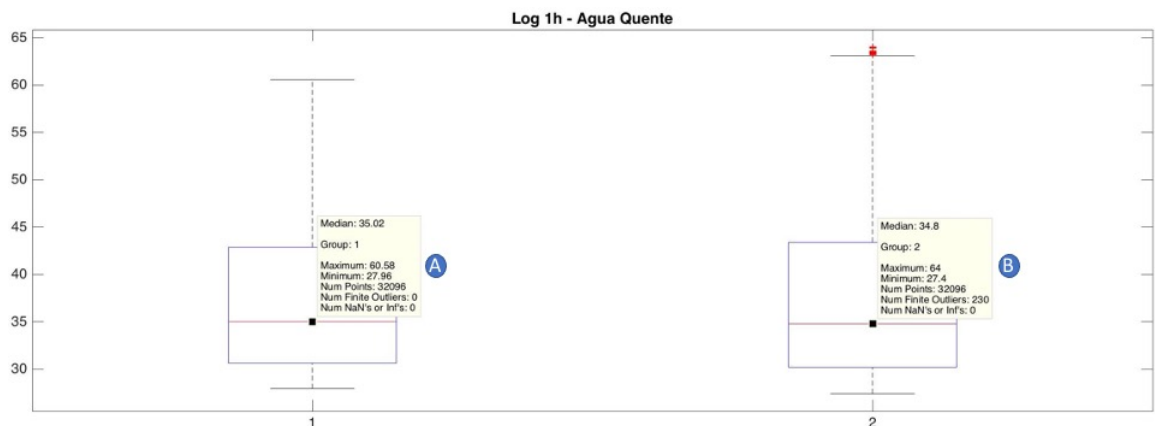 Log 1h - Agua Quente
65
60
55
50
45
40
35
30
Median: 35.02
Group: 1
Maximum: 60.58
Minimum: 27.96
Num Points: 32096
Num Finite Outliers: 0
Num NaN's or Inf's: 0
A
Median: 34.8
Group: 2
Maximum: 64
Minimum: 27.4
Num Points: 32096
Num Finite Outliers: 230
Num NaN's or Inf's: 0
B
1
2